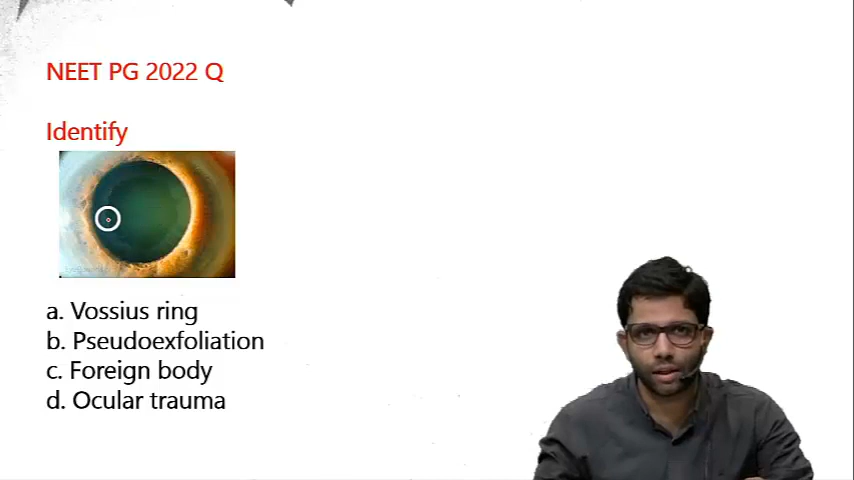 NEET PG 2022 Q
Identify
a. Vossius ring
b. Pseudoexfoliation
c. Foreign body
d. Ocular trauma